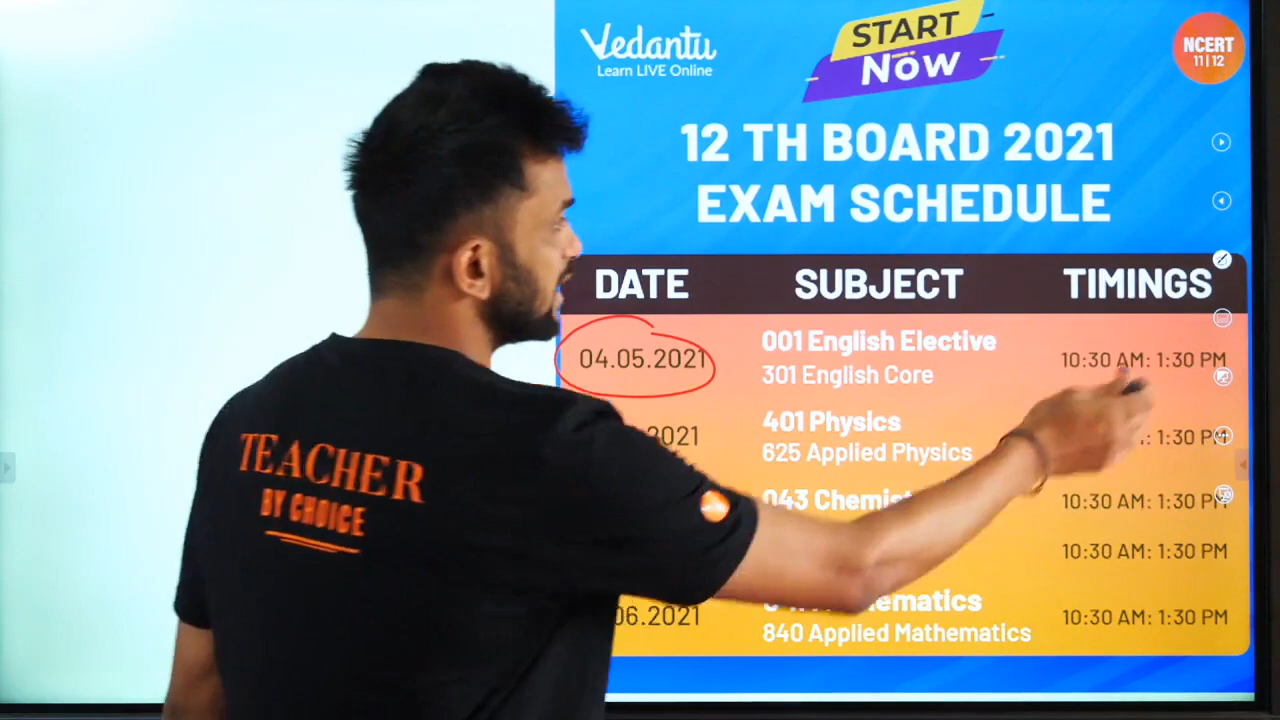 Vedantu
Learn LIVE Online
START
NOW
NCERT
11 | 12
12 TH BOARD 2021
EXAM SCHEDULE
DATE SUBJECT TIMINGS
04.05.2021 001 English Elective 10:30 AM: 1:30 PM
301 English Core
2021 401 Physics 1:30 PM
625 Applied Physics
043 10:30 AM: 1:30 PM
10:30 AM: 1:30 PM
06.2021 10:30 AM: 1:30 PM
840 Applied Mathematics
TEACHER
BY CHOICE